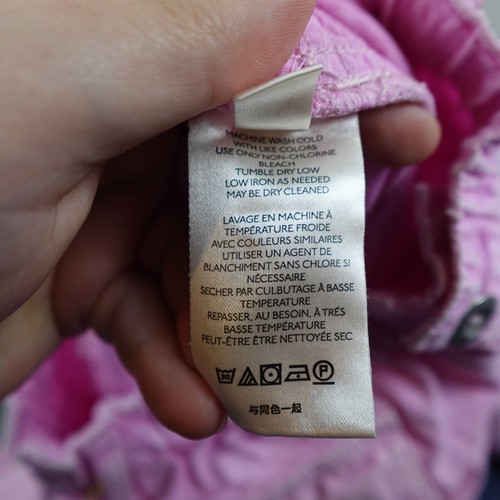 MACHINE WASH COLD
WITH LIKE COLORS
USE ONLY NON-CHLORINE
BLEACH
TUMBLE DRY LOW
LOW IRON AS NEEDED
MAY BE DRY CLEANED
LAVAGE EN MACHINE À
TEMPÉRATURE FROIDE
AVEC COULEURS SIMILAIRES
UTILISER UN AGENT DE
BLANCHIMENT SANS CHLORE SI
NÉCESSAIRE
SECHER PAR CULBUTAGE À BASSE
TEMPERATURE
REPASSER, AU BESOIN, À TRÉS
BASSE TEMPÉRATURE
PEUT-ÊTRE ÊTRE NETTOYÉE SEC
30 P
与同色一起